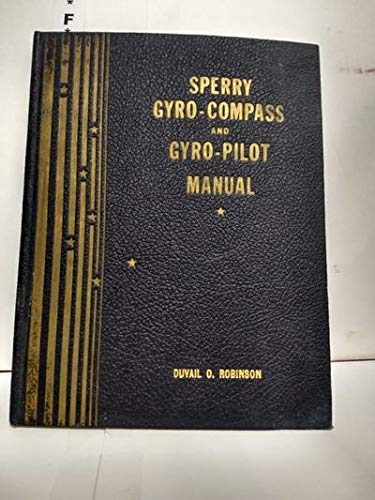 * F*
SPERRY
GYRO-COMPASS
AND
GYRO-PILOT
MANUAL
DUVAIL O. ROBINSON